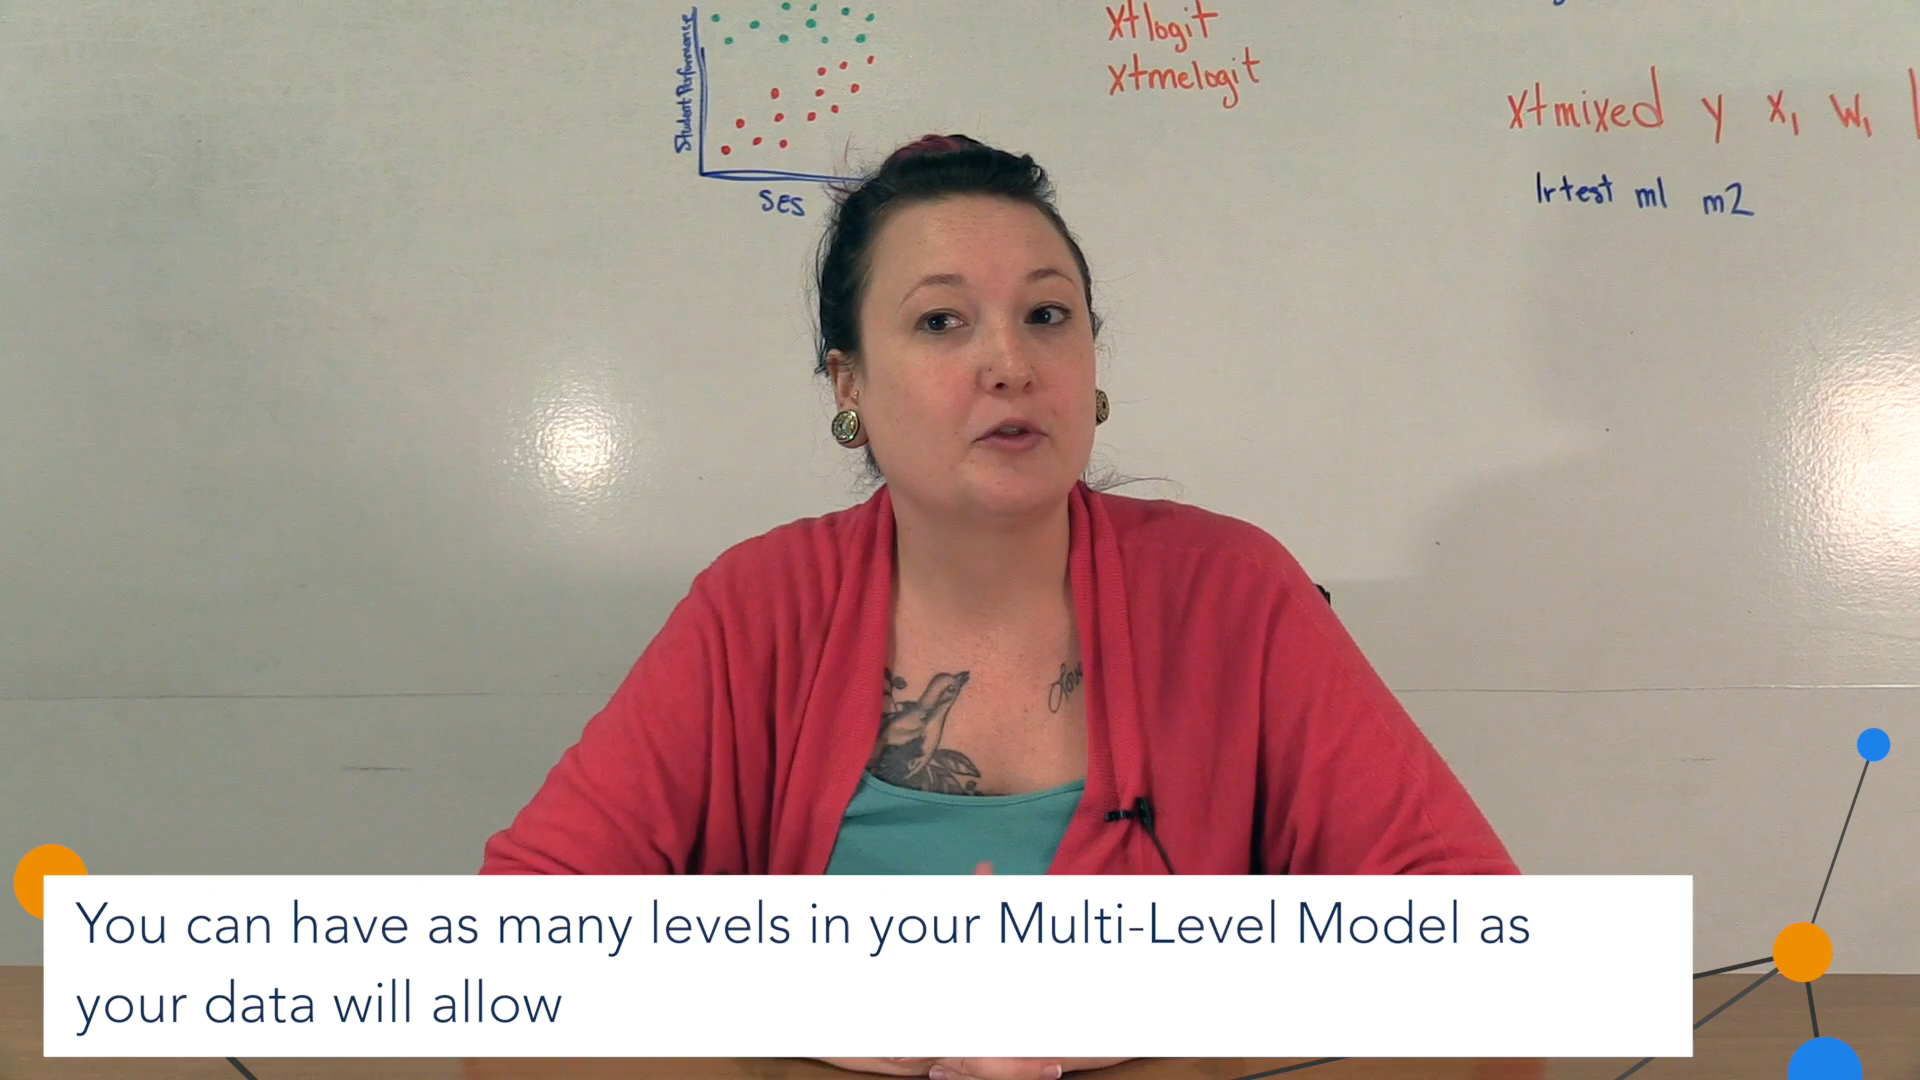 Student Performance
SES
xtlogit
xtmelogit
xtmixed y x₁ w₁ |
lrtest m1 m2
You can have as many levels in your Multi-Level Model as
your data will allow